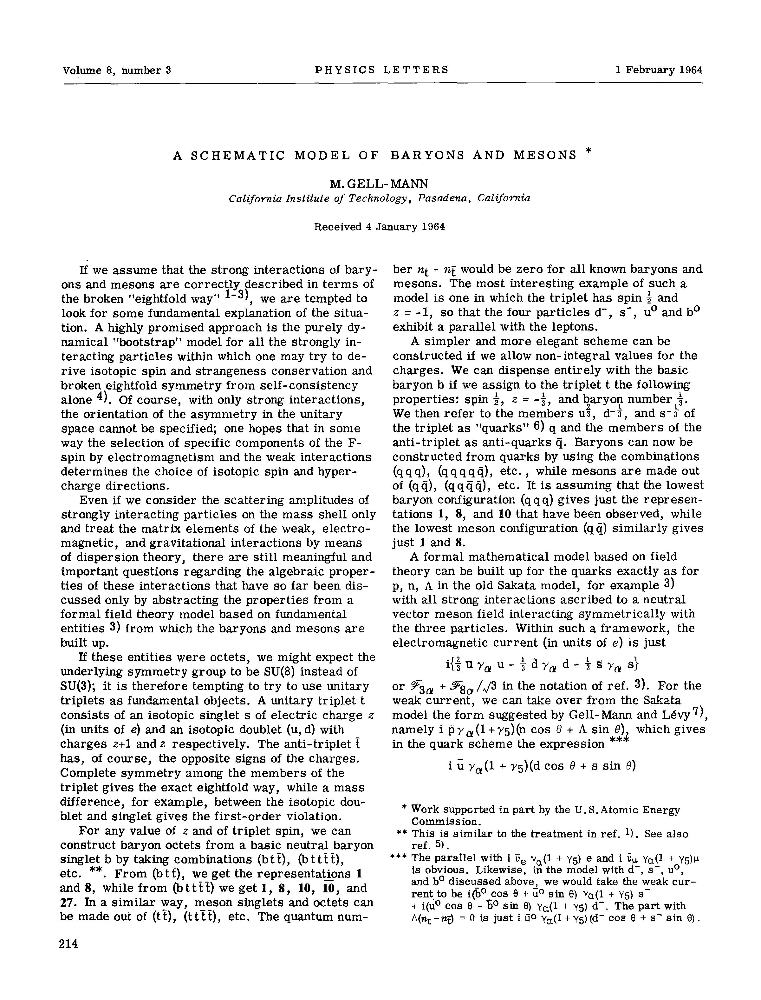 Volume 8, number 3 PHYSICS LETTERS 1 February 1964
A SCHEMATIC MODEL OF BARYONS AND MESONS *
M. GELL-MANN
California Institute of Technology, Pasadena, California
Received 4 January 1964
If we assume that the strong interactions of bary-
ons and mesons are correctly described in terms of
the broken "eightfold way" 1-3), we are tempted to
look for some fundamental explanation of the situa-
tion. A highly promised approach is the purely dy-
namical "bootstrap" model for all the strongly in-
teracting particles within which one may try to de-
rive isotopic spin and strangeness conservation and
broken eightfold symmetry from self-consistency
alone 4). Of course, with only strong interactions,
the orientation of the asymmetry in the unitary
space cannot be specified; one hopes that in some
way the selection of specific components of the F-
spin by electromagnetism and the weak interactions
determines the choice of isotopic spin and hyper-
charge directions.
Even if we consider the scattering amplitudes of
strongly interacting particles on the mass shell only
and treat the matrix elements of the weak, electro-
magnetic, and gravitational interactions by means
of dispersion theory, there are still meaningful and
important questions regarding the algebraic proper-
ties of these interactions that have so far been dis-
cussed only by abstracting the properties from a
formal field theory model based on fundamental
entities 3) from which the baryons and mesons are
built up.
If these entities were octets, we might expect the
underlying symmetry group to be SU(8) instead of
SU(3); it is therefore tempting to try to use unitary
triplets as fundamental objects. A unitary triplet t
consists of an isotopic singlet s of electric charge z
(in units of e) and an isotopic doublet (u, d) with
charges z+1 and z respectively. The anti-triplet t̄
has, of course, the opposite signs of the charges.
Complete symmetry among the members of the
triplet gives the exact eightfold way, while a mass
difference, for example, between the isotopic dou-
blet and singlet gives the first-order violation.
For any value of z and of triplet spin, we can
construct baryon octets from a basic neutral baryon
singlet b by taking combinations (b t t̄), (b t t t̄ t̄),
etc. **. From (b t t̄), we get the representations 1
and 8, while from (b t t t̄ t̄) we get 1, 8, 10, 1̅0̅, and
27. In a similar way, meson singlets and octets can
be made out of (t t̄), (t t t̄ t̄), etc. The quantum num-
214
ber nt - nt̄ would be zero for all known baryons and
mesons. The most interesting example of such a
model is one in which the triplet has spin ½ and
z = -1, so that the four particles d⁻, s⁻, u⁰ and b⁰
exhibit a parallel with the leptons.
A simpler and more elegant scheme can be
constructed if we allow non-integral values for the
charges. We can dispense entirely with the basic
baryon b if we assign to the triplet t the following
properties: spin ½, z = -⅓, and baryon number ⅓.
We then refer to the members u⅔, d-⅓, and s-⅓ of
the triplet as "quarks" 6) q and the members of the
anti-triplet as anti-quarks q̄. Baryons can now be
constructed from quarks by using the combinations
(q q q), (q q q q q̄), etc., while mesons are made out
of (q q̄), (q q q̄ q̄), etc. It is assuming that the lowest
baryon configuration (q q q) gives just the represen-
tations 1, 8, and 10 that have been observed, while
the lowest meson configuration (q q̄) similarly gives
just 1 and 8.
A formal mathematical model based on field
theory can be built up for the quarks exactly as for
p, n, Λ in the old Sakata model, for example 3)
with all strong interactions ascribed to a neutral
vector meson field interacting symmetrically with
the three particles. Within such a framework, the
electromagnetic current (in units of e) is just
i{⅔ ū γα u - ⅓ d̄ γα d - ⅓ s̄ γα s}
or ℱ3α + ℱ8α/√3 in the notation of ref. 3). For the
weak current, we can take over from the Sakata
model the form suggested by Gell-Mann and Lévy 7),
namely i p̄ γα(1+γ5)(n cos θ + Λ sin θ), which gives
in the quark scheme the expression ***
i ū γα(1 + γ5)(d cos θ + s sin θ)
* Work supported in part by the U.S. Atomic Energy
Commission.
** This is similar to the treatment in ref. 1). See also
ref. 5).
*** The parallel with i ν̄e γα(1 + γ5) e and i ν̄μ γα(1 + γ5)μ
is obvious. Likewise, in the model with d⁻, s⁻, u⁰,
and b⁰ discussed above, we would take the weak cur-
rent to be i(b̄⁰ cos θ + ū⁰ sin θ) γα(1 + γ5) s⁻
+ i(ū⁰ cos θ - b̄⁰ sin θ) γα(1 + γ5) d⁻. The part with
Δ(nt - nt̄) = 0 is just i ū⁰ γα(1+γ5)(d⁻ cos θ + s⁻ sin θ).